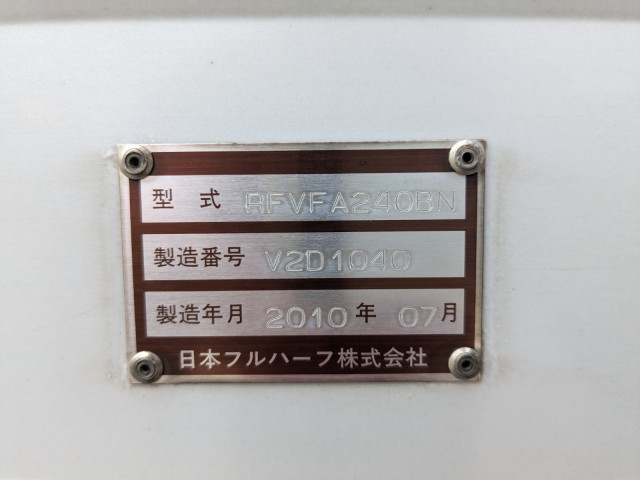 型 式 RFVFA240BN
製造番号 V2D1040
製造年月 2010年 07月
日本フルハーフ株式会社